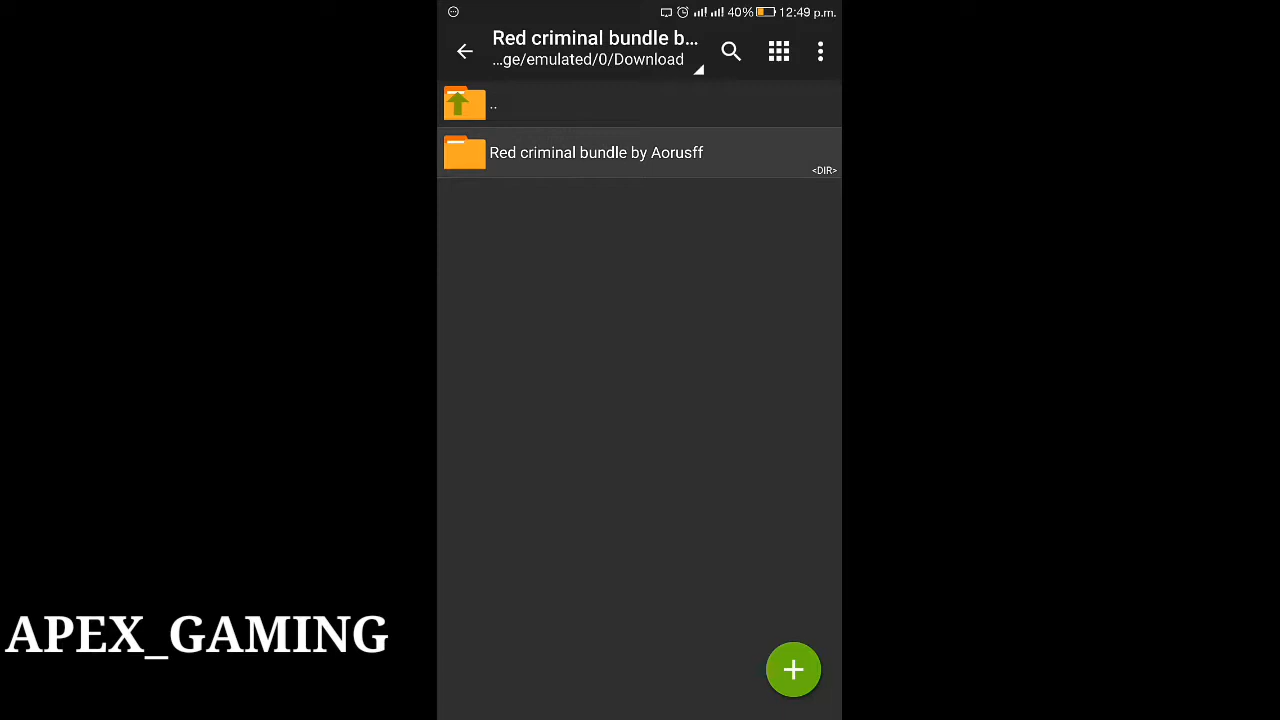 40% 12:49 p.m.
Red criminal bundle b...
...ge/emulated/0/Download
..
Red criminal bundle by Aorusff
<DIR>
APEX_GAMING